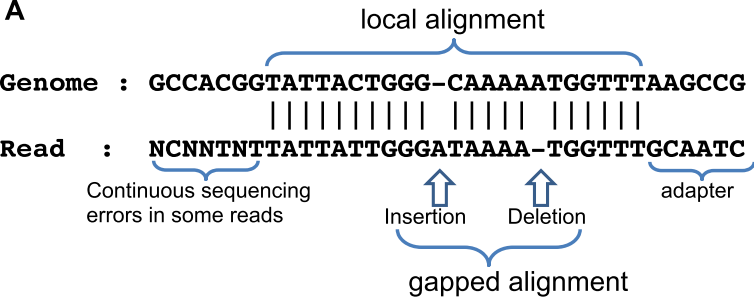 A
local alignment
Genome : GCCACGGTATTACTGGG-CAAAAATGGTTTAAGCCG
Read : NCNNTNTTATTATTGGGATAAAA-TGGTTTGCAATC
Continuous sequencing
errors in some reads
Insertion
Deletion
adapter
gapped alignment